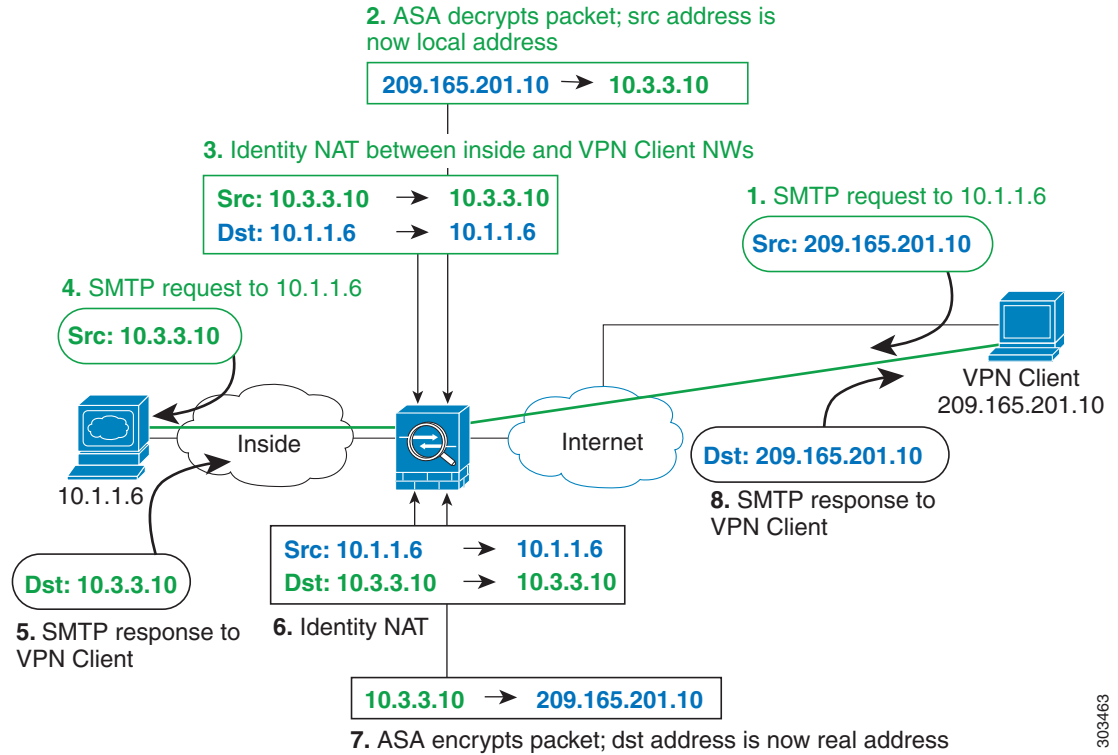 2. ASA decrypts packet; src address is
now local address
209.165.201.10 → 10.3.3.10
3. Identity NAT between inside and VPN Client NWs
Src: 10.3.3.10 → 10.3.3.10
Dst: 10.1.1.6 → 10.1.1.6
1. SMTP request to 10.1.1.6
Src: 209.165.201.10
4. SMTP request to 10.1.1.6
Src: 10.3.3.10
VPN Client
209.165.201.10
Inside
Internet
10.1.1.6
Dst: 209.165.201.10
8. SMTP response to
VPN Client
Src: 10.1.1.6 → 10.1.1.6
Dst: 10.3.3.10 → 10.3.3.10
6. Identity NAT
Dst: 10.3.3.10
5. SMTP response to
VPN Client
10.3.3.10 → 209.165.201.10
7. ASA encrypts packet; dst address is now real address
303463